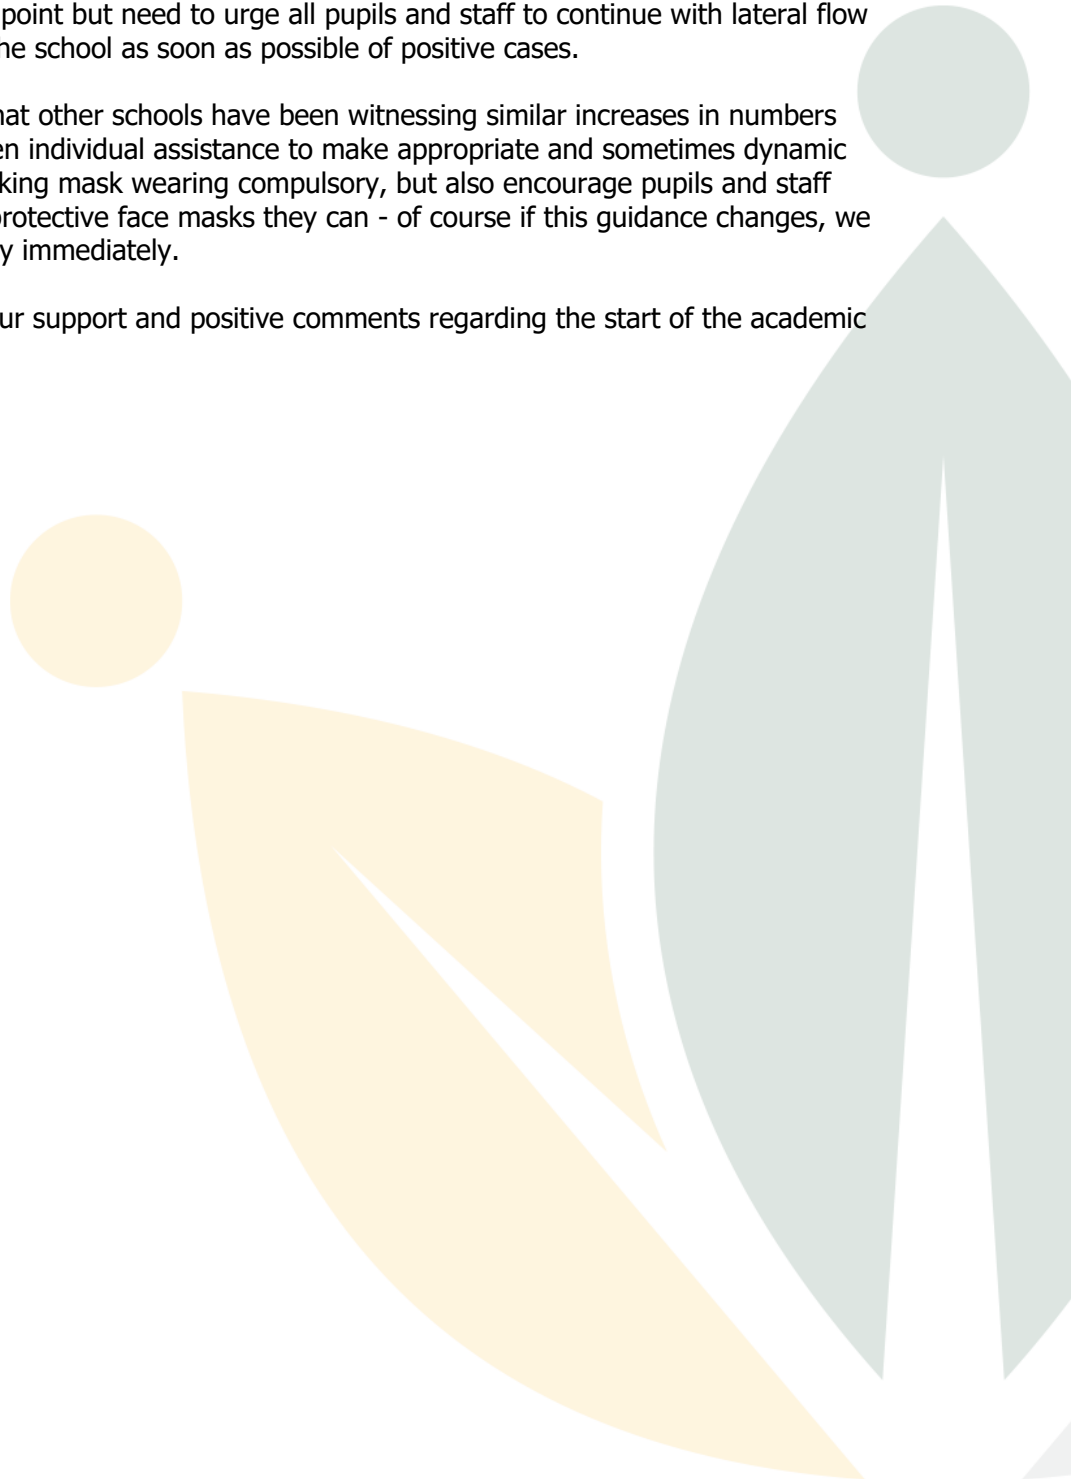 point but need to urge all pupils and staff to continue with lateral flow
he school as soon as possible of positive cases.
hat other schools have been witnessing similar increases in numbers
en individual assistance to make appropriate and sometimes dynamic
king mask wearing compulsory, but also encourage pupils and staff
protective face masks they can - of course if this guidance changes, we
y immediately.
ur support and positive comments regarding the start of the academic